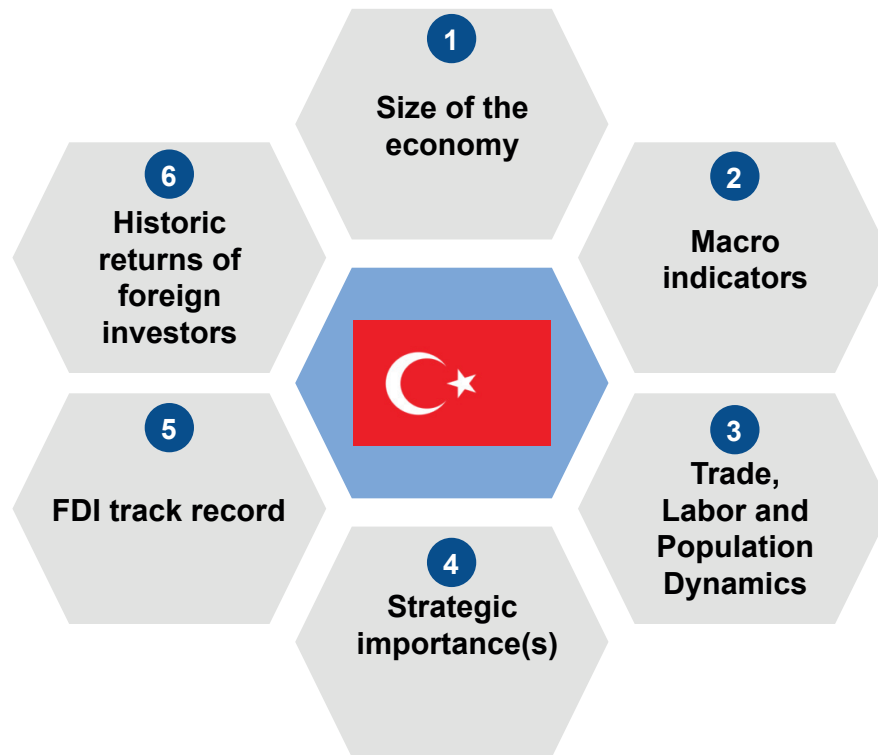 1
Size of the
economy
2
Macro
indicators
3
Trade,
Labor and
Population
Dynamics
4
Strategic
importance(s)
5
FDI track record
6
Historic
returns of
foreign
investors